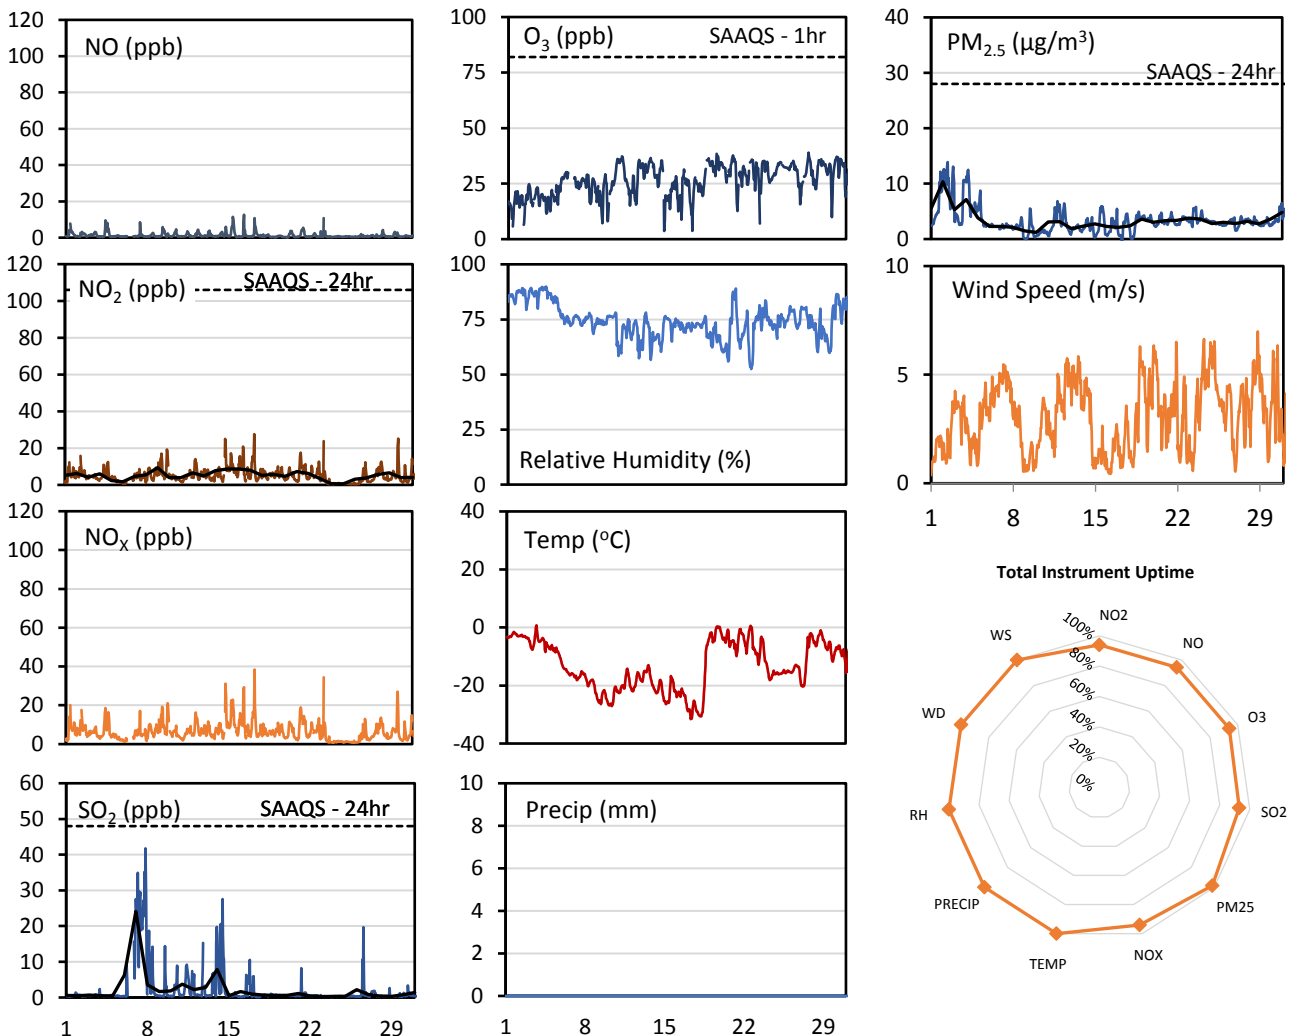 120
100
80
60
40
20
0
NO (ppb)
120
100
80
60
40
20
0
NO₂ (ppb)
SAAQS - 24hr
120
100
80
60
40
20
0
NOₓ (ppb)
60
50
40
30
20
10
0
SO₂ (ppb)
SAAQS - 24hr
1 8 15 22 29
100
75
50
25
0
O₃ (ppb)
SAAQS - 1hr
100
75
50
25
0
Relative Humidity (%)
40
20
0
-20
-40
Temp (°C)
10
8
6
4
2
0
Precip (mm)
1 8 15 22 29
40
30
20
10
0
PM₂.₅ (µg/m³)
SAAQS - 24hr
10
5
0
Wind Speed (m/s)
1 8 15 22 29
Total Instrument Uptime
NO2
NO
O3
SO2
PM25
NOX
TEMP
PRECIP
RH
WD
WS
100%
80%
60%
40%
20%
0%